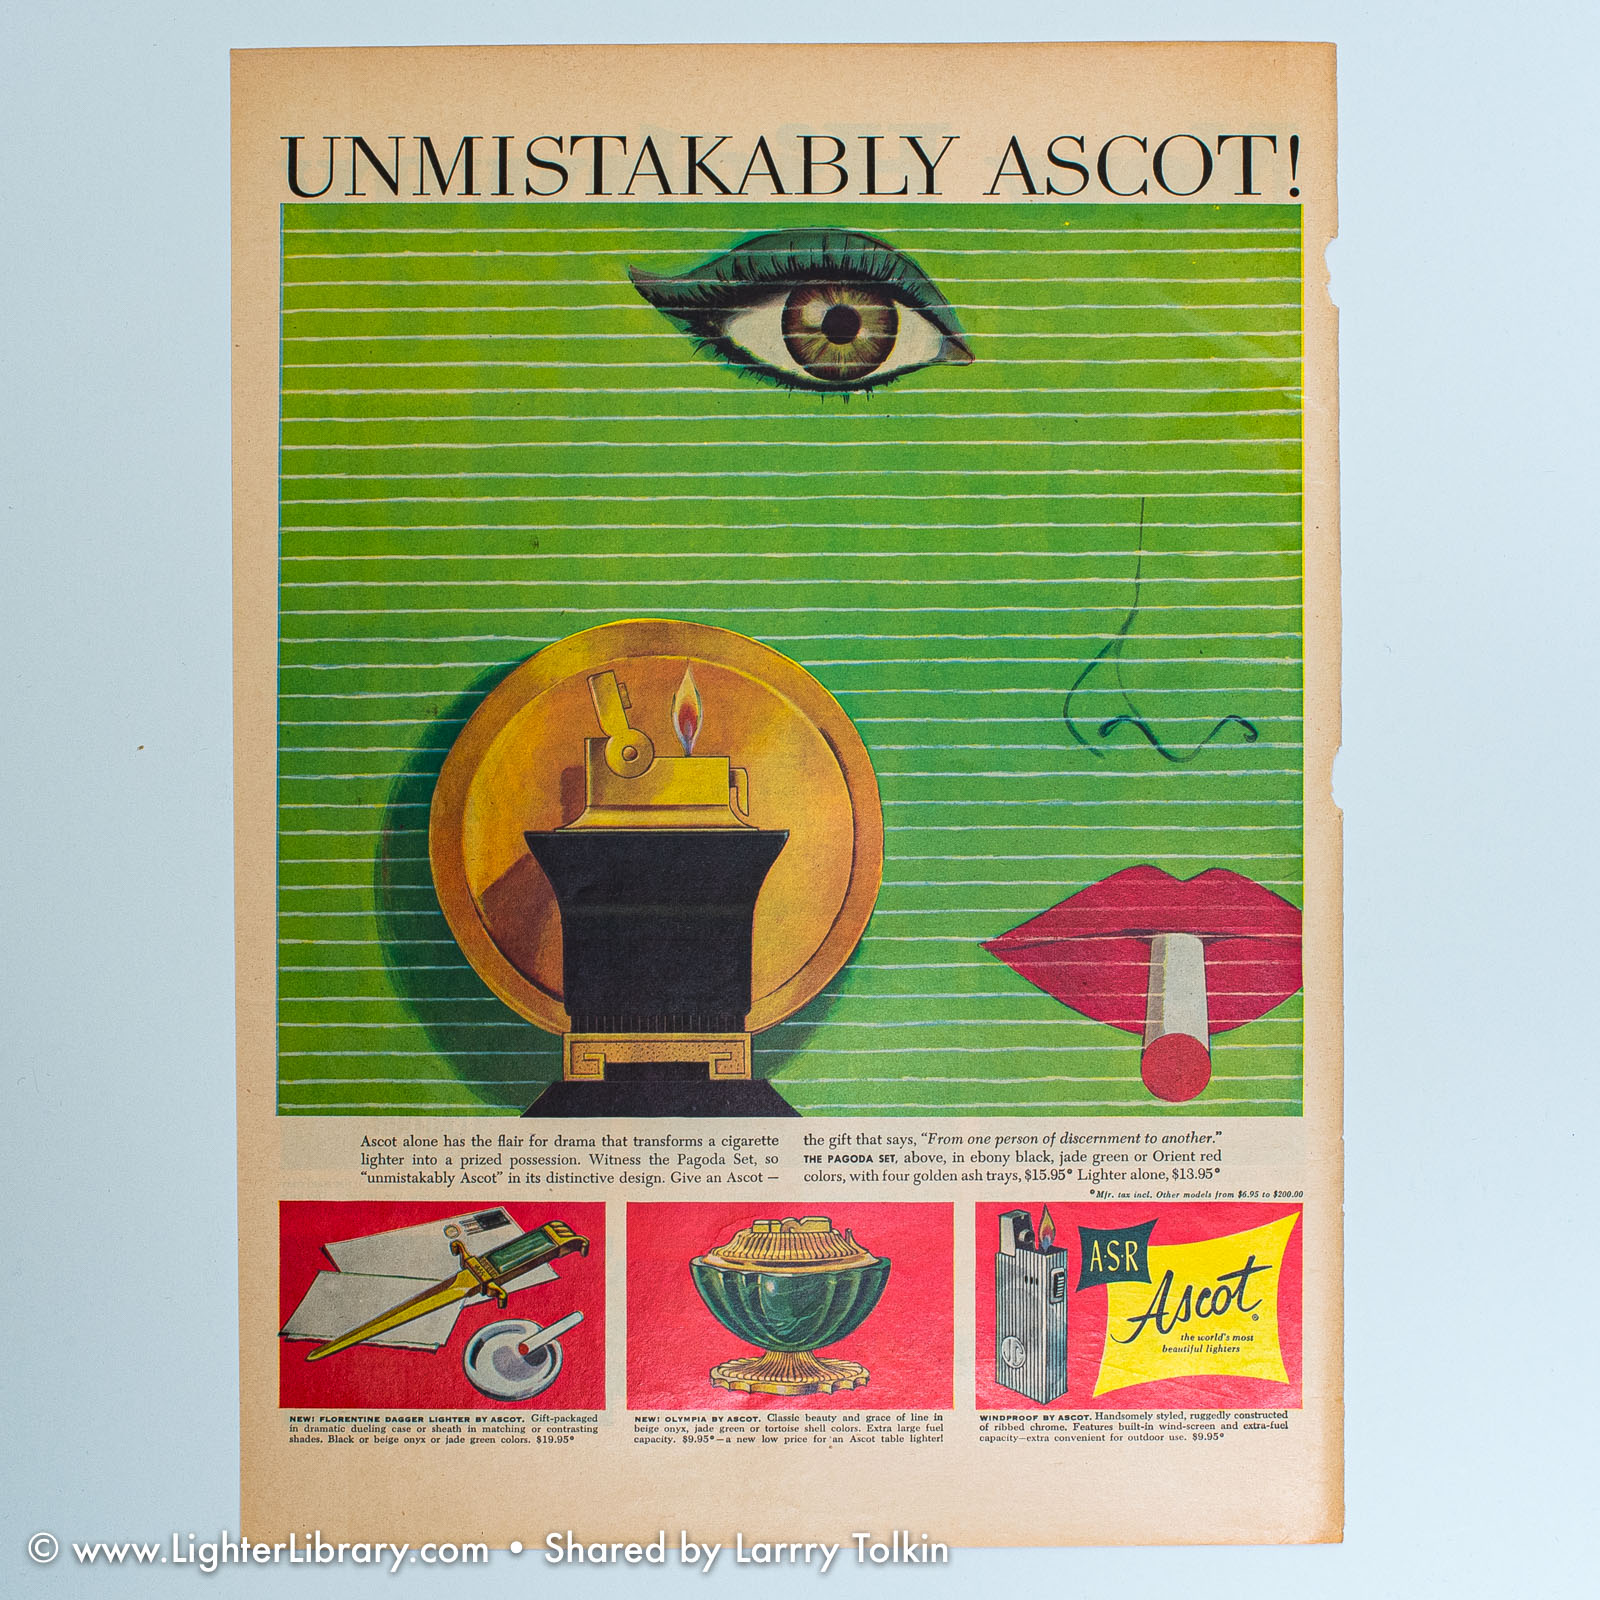 UNMISTAKABLY ASCOT!
Ascot alone has the flair for drama that transforms a cigarette
lighter into a prized possession. Witness the Pagoda Set, so
"unmistakably Ascot" in its distinctive design. Give an Ascot —
the gift that says, "From one person of discernment to another."
THE PAGODA SET, above, in ebony black, jade green or Orient red
colors, with four golden ash trays, $15.95* Lighter alone, $13.95*
*Mfr. tax incl. Other models from $6.95 to $200.00
A·S·R
Ascot®
the world's most
beautiful lighters
NEW! FLORENTINE DAGGER LIGHTER BY ASCOT. Gift-packaged
in dramatic dueling case or sheath in matching or contrasting
shades. Black or beige onyx or jade green colors. $19.95*
NEW! OLYMPIA BY ASCOT. Classic beauty and grace of line in
beige onyx, jade green or tortoise shell colors. Extra large fuel
capacity. $9.95*—a new low price for an Ascot table lighter!
WINDPROOF BY ASCOT. Handsomely styled, ruggedly constructed
of ribbed chrome. Features built-in wind-screen and extra-fuel
capacity—extra convenient for outdoor use. $9.95*
© www.LighterLibrary.com • Shared by Larrry Tolkin